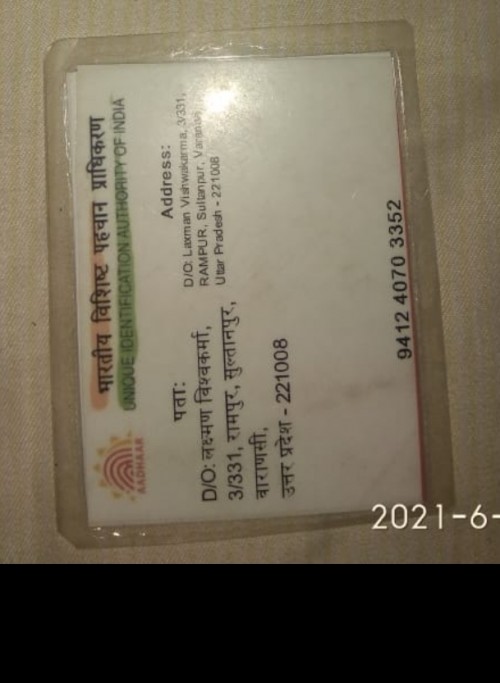 भारतीय विशिष्ट पहचान प्राधिकरण
UNIQUE IDENTIFICATION AUTHORITY OF INDIA
AADHAAR
पता:
D/O: लक्ष्मण विश्वकर्मा,
3/331, रामपुर, सुल्तानपुर,
वाराणसी,
उत्तर प्रदेश - 221008
Address:
D/O: Laxman Vishwakarma, 3/331,
RAMPUR, Sultanpur, Varanasi,
Uttar Pradesh - 221008
9412 4070 3352
2021-6-